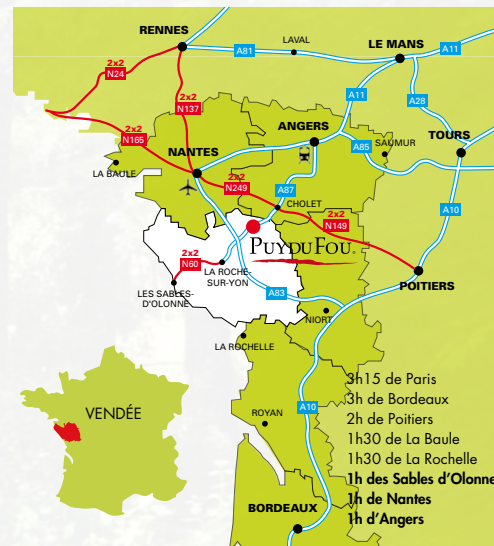 RENNES
LAVAL
A81
LE MANS
A11
2x2
N24
2x2
N137
A11
A28
2x2
N165
ANGERS
A85
SAUMUR
TOURS
LA BAULE
NANTES
2x2
N249
A87
CHOLET
A10
2x2
N149
PUYDUFOU
2x2
N60
LA ROCHE-
SUR-YON
LES SABLES-
D'OLONNE
A83
POITIERS
NIORT
LA ROCHELLE
A10
ROYAN
BORDEAUX
VENDÉE
3h15 de Paris
3h de Bordeaux
2h de Poitiers
1h30 de La Baule
1h30 de La Rochelle
1h des Sables d'Olonne
1h de Nantes
1h d'Angers